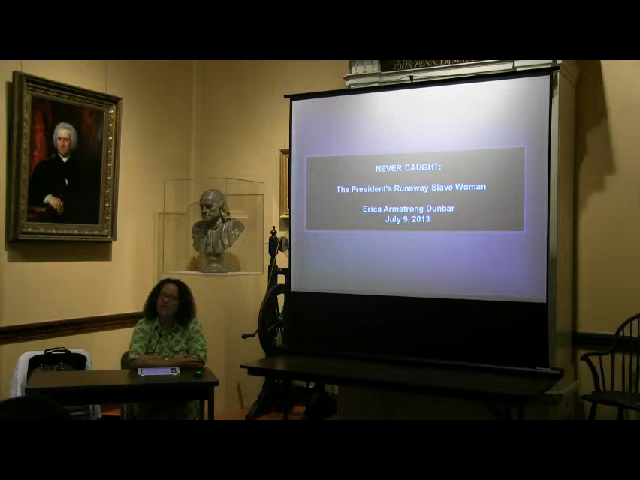 NEVER CAUGHT:
The President's Runaway Slave Woman
Erica Armstrong Dunbar
July 9, 2013